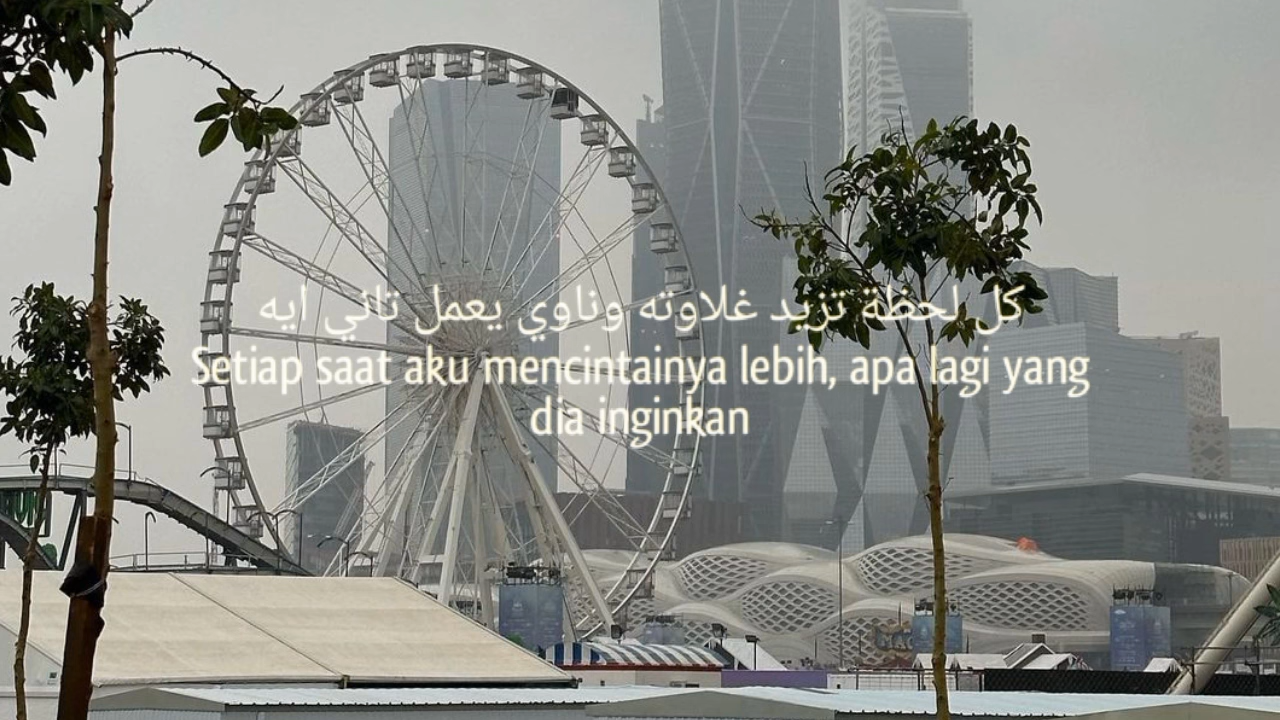 كل لحظة تزيد غلاوته وناوي يعمل تاني ايه
Setiap saat aku mencintainya lebih, apa lagi yang
dia inginkan